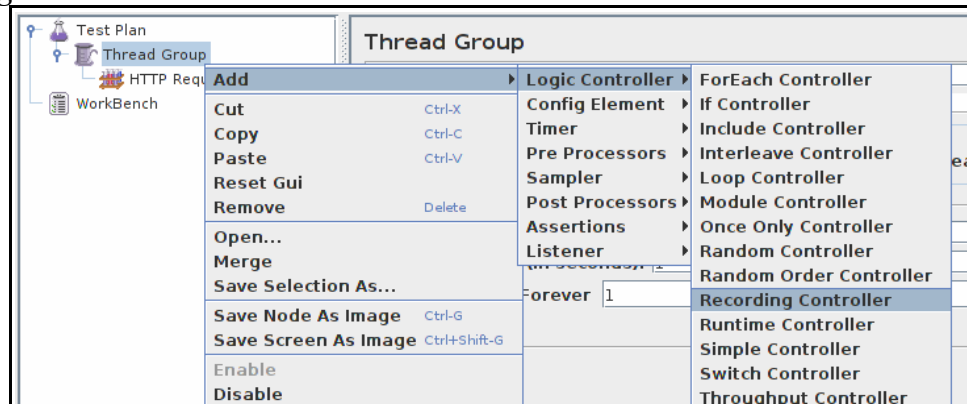 g
Test Plan
Thread Group
HTTP Requ
WorkBench
Thread Group
Add
Cut Ctrl-X
Copy Ctrl-C
Paste Ctrl-V
Reset Gui
Remove Delete
Open...
Merge
Save Selection As...
Save Node As Image Ctrl-G
Save Screen As Image Ctrl+Shift-G
Enable
Disable
Logic Controller
Config Element
Timer
Pre Processors
Sampler
Post Processors
Assertions
Listener
(in seconds): 1
Forever 1
ForEach Controller
If Controller
Include Controller
Interleave Controller
Loop Controller
Module Controller
Once Only Controller
Random Controller
Random Order Controller
Recording Controller
Runtime Controller
Simple Controller
Switch Controller
Throughput Controller